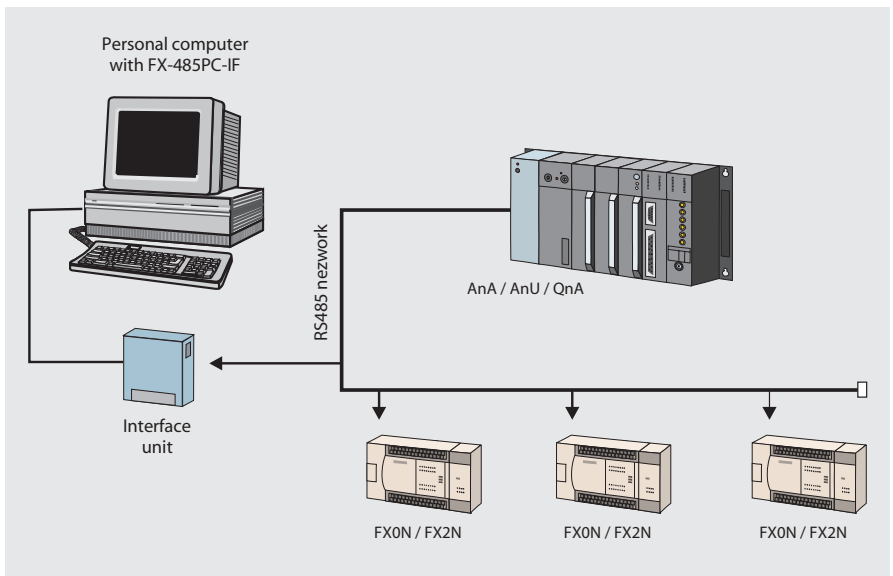 Personal computer
with FX-485PC-IF
RS485 nezwork
AnA / AnU / QnA
Interface
unit
FX0N / FX2N
FX0N / FX2N
FX0N / FX2N